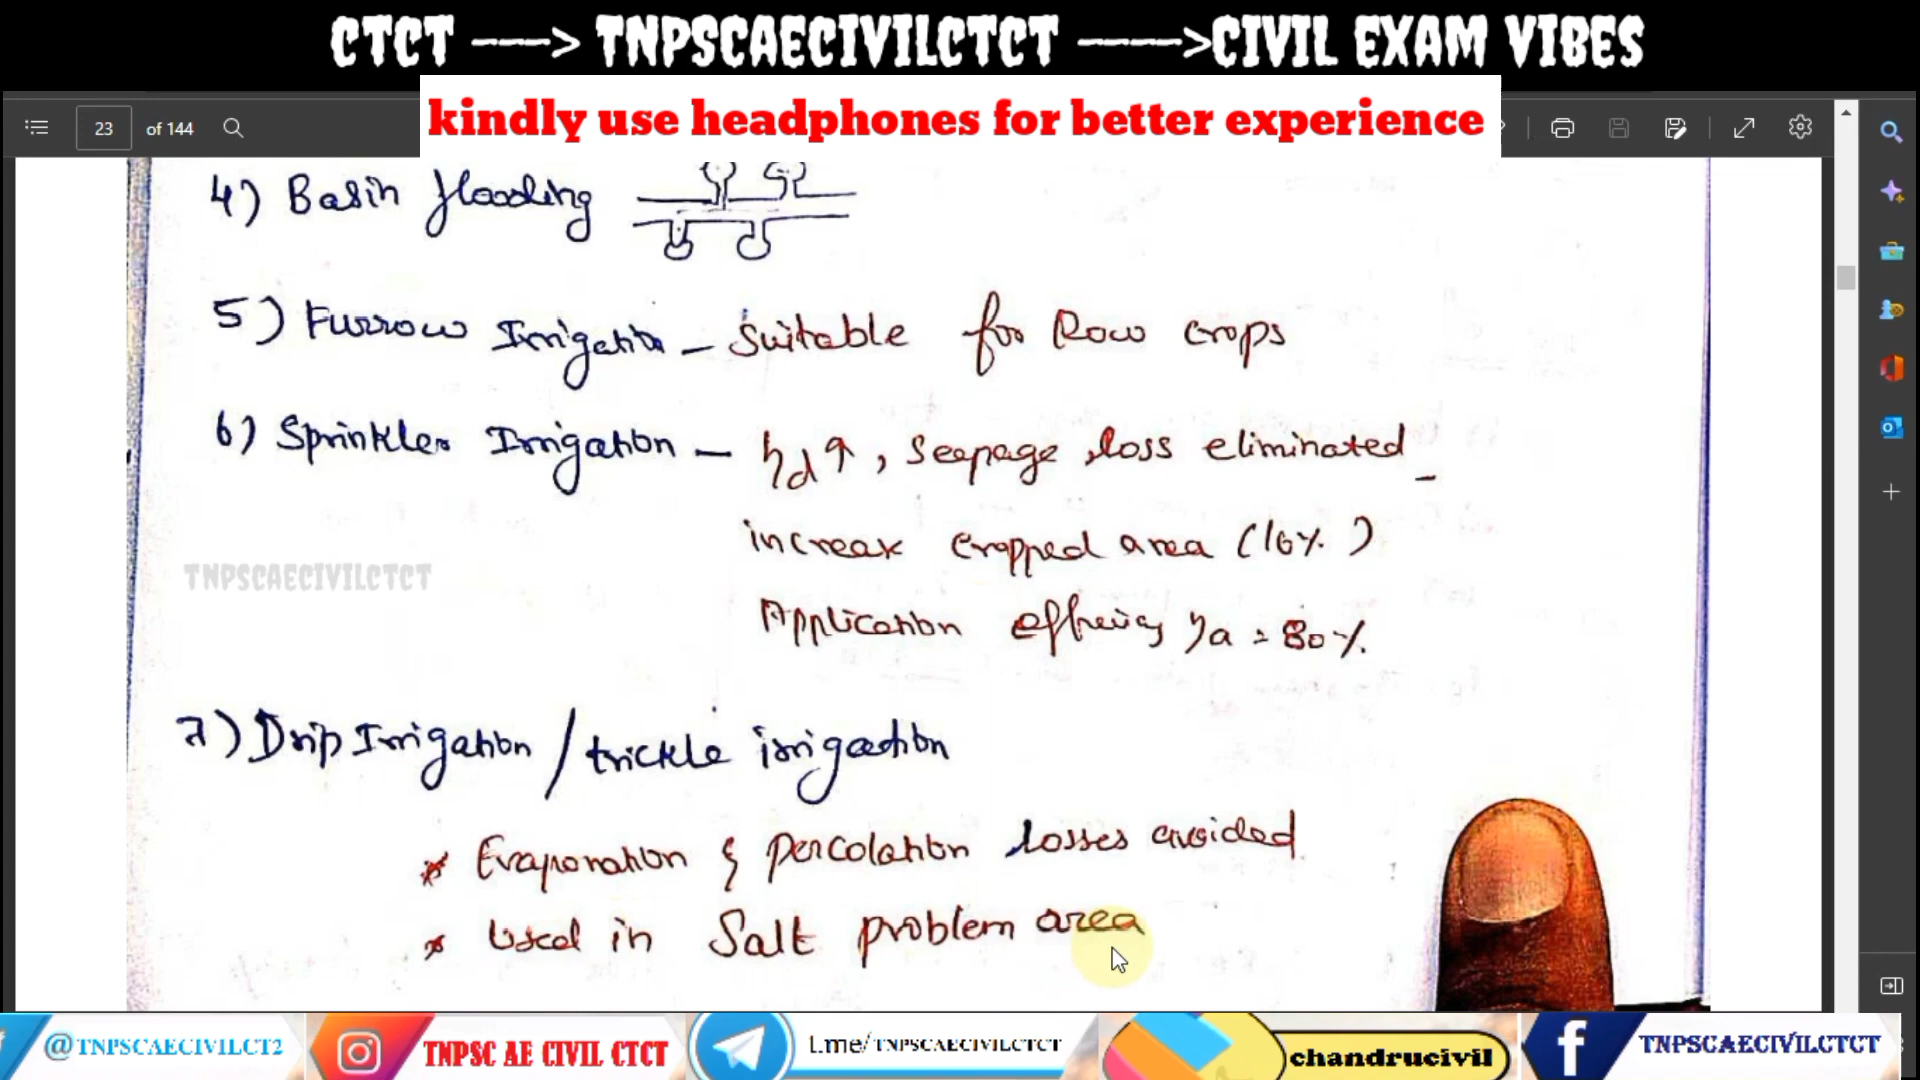 CTCT ---> TNPSCAECIVILCTCT ---->CIVIL EXAM VIBES
kindly use headphones for better experience
23 of 144
4) Basin flooding
5) Furrow Irrigation - Suitable for Row crops
6) Sprinkler Irrigation - ηd↑, Seepage loss eliminated
increase cropped area (16%)
TNPSCAECIVILCTCT
Application efficiency ηa = 80%
7) Drip Irrigation / trickle irrigation
* Evaporation & percolation losses avoided
* Used in Salt problem area
@TNPSCAECIVILCT2 TNPSC AE CIVIL CTCT t.me/TNPSCAECIVILCTCT chandrucivil TNPSCAECIVILCTCT